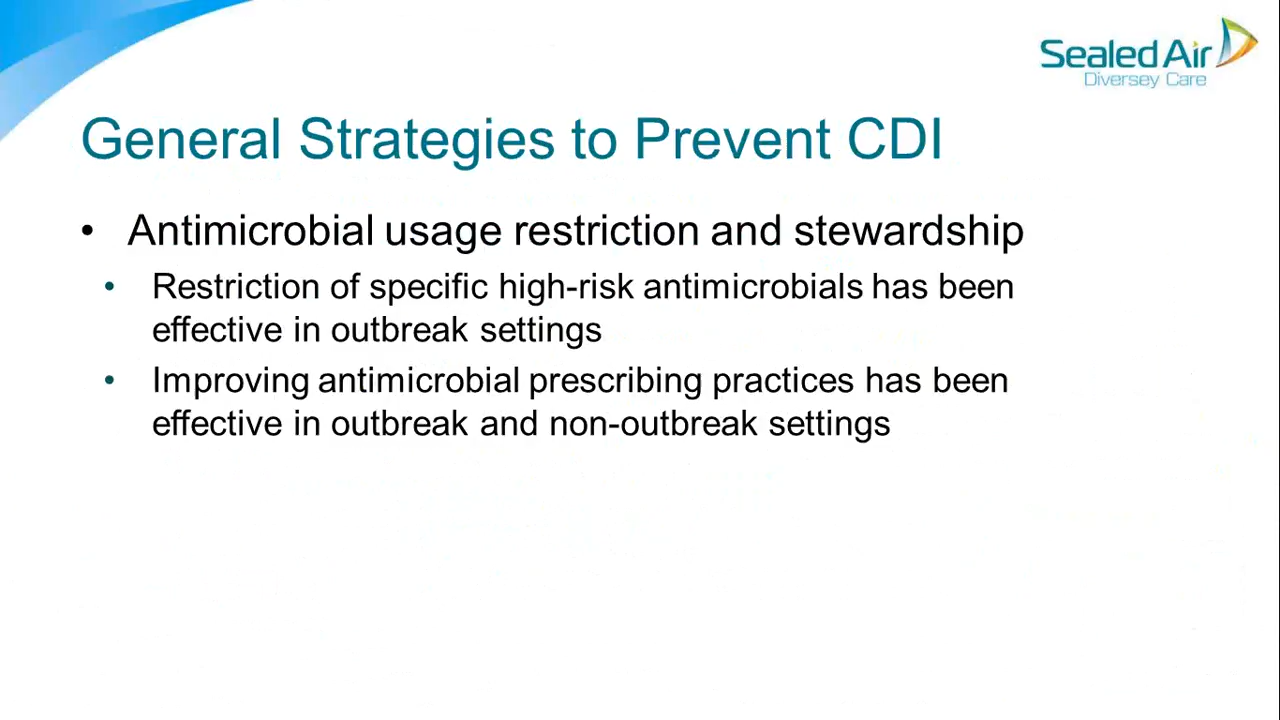 Sealed Air
Diversey Care
General Strategies to Prevent CDI
• Antimicrobial usage restriction and stewardship
• Restriction of specific high-risk antimicrobials has been
effective in outbreak settings
• Improving antimicrobial prescribing practices has been
effective in outbreak and non-outbreak settings